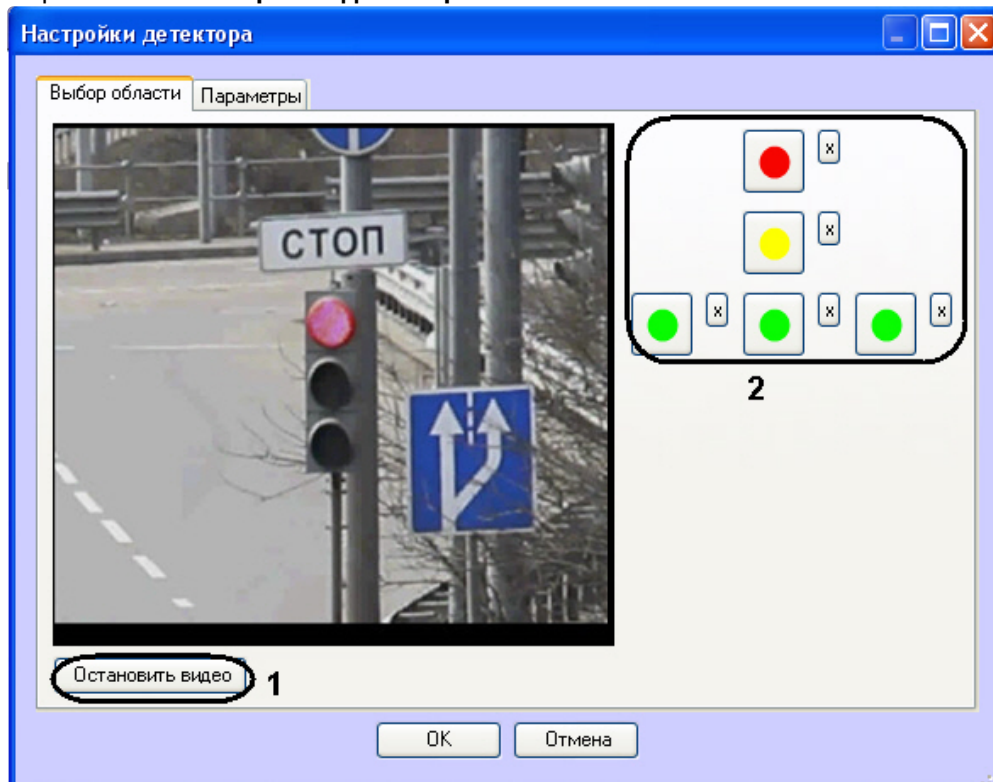 Настройки детектора
Выбор области
Параметры
x
СТОП
x
x
x
x
2
Остановить видео
1
OK
Отмена